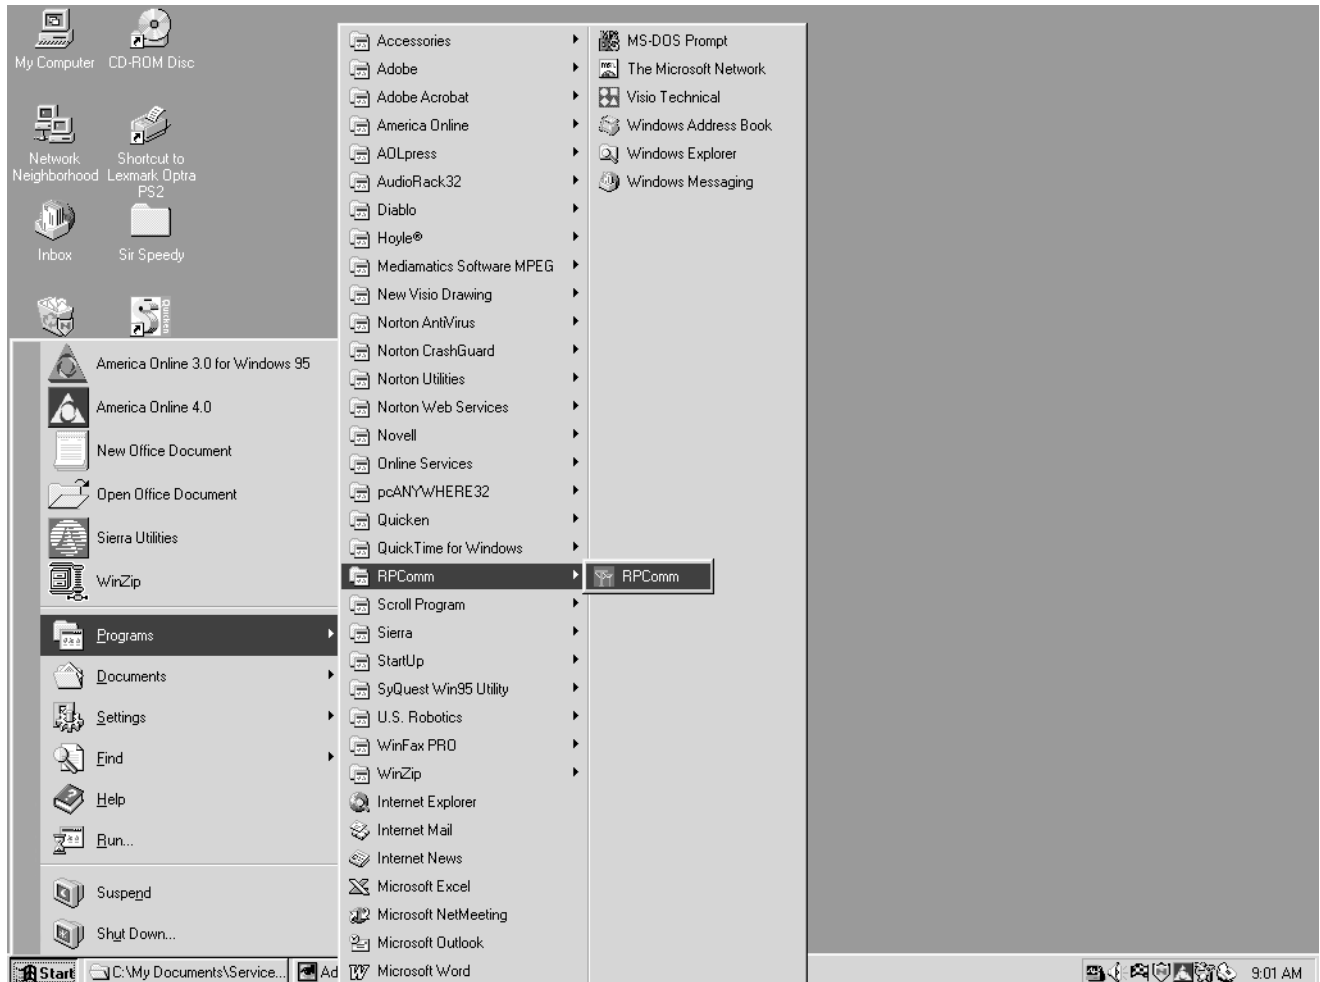 My Computer
CD-ROM Disc
Network
Neighborhood
Shortcut to
Lexmark Optra
PS2
Inbox
Sir Speedy
Quicken
America Online 3.0 for Windows 95
America Online 4.0
New Office Document
Open Office Document
Sierra Utilities
WinZip
Programs
Documents
Settings
Find
Help
Run...
Suspend
Shut Down...
Accessories
Adobe
Adobe Acrobat
America Online
AOLpress
AudioRack32
Diablo
Hoyle®
Mediamatics Software MPEG
New Visio Drawing
Norton AntiVirus
Norton CrashGuard
Norton Utilities
Norton Web Services
Novell
Online Services
pcANYWHERE32
Quicken
QuickTime for Windows
RPComm
Scroll Program
Sierra
StartUp
SyQuest Win95 Utility
U.S. Robotics
WinFax PRO
WinZip
Internet Explorer
Internet Mail
Internet News
Microsoft Excel
Microsoft NetMeeting
Microsoft Outlook
Microsoft Word
MS-DOS Prompt
The Microsoft Network
Visio Technical
Windows Address Book
Windows Explorer
Windows Messaging
RPComm
Start
C:\My Documents\Service...
Ad
9:01 AM